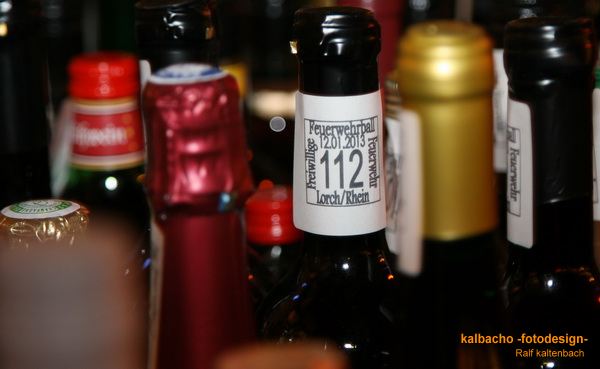 Feuerwehrball
12.01.2013
Freiwillige
112
Feuerwehr
Lorch/Rhein
Feuerwehr
kalbacho -fotodesign-
Ralf kaltenbach